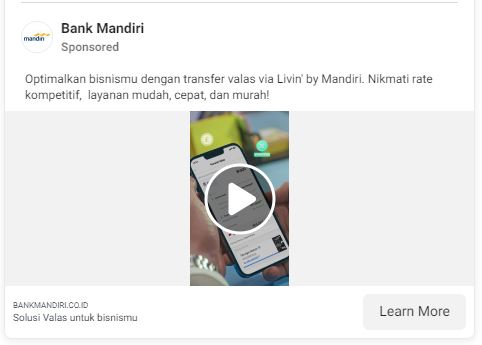 mandiri
Bank Mandiri
Sponsored
Optimalkan bisnismu dengan transfer valas via Livin' by Mandiri. Nikmati rate
kompetitif, layanan mudah, cepat, dan murah!
BANKMANDIRI.CO.ID
Solusi Valas untuk bisnismu
Learn More